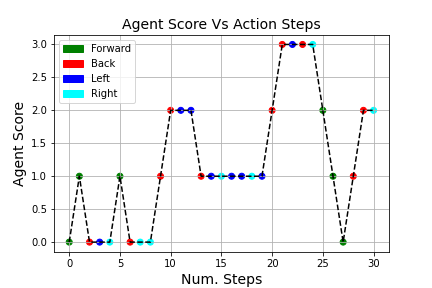 Agent Score Vs Action Steps
Forward
Back
Left
Right
3.0
2.5
2.0
1.5
1.0
0.5
0.0
Agent Score
0 5 10 15 20 25 30
Num. Steps